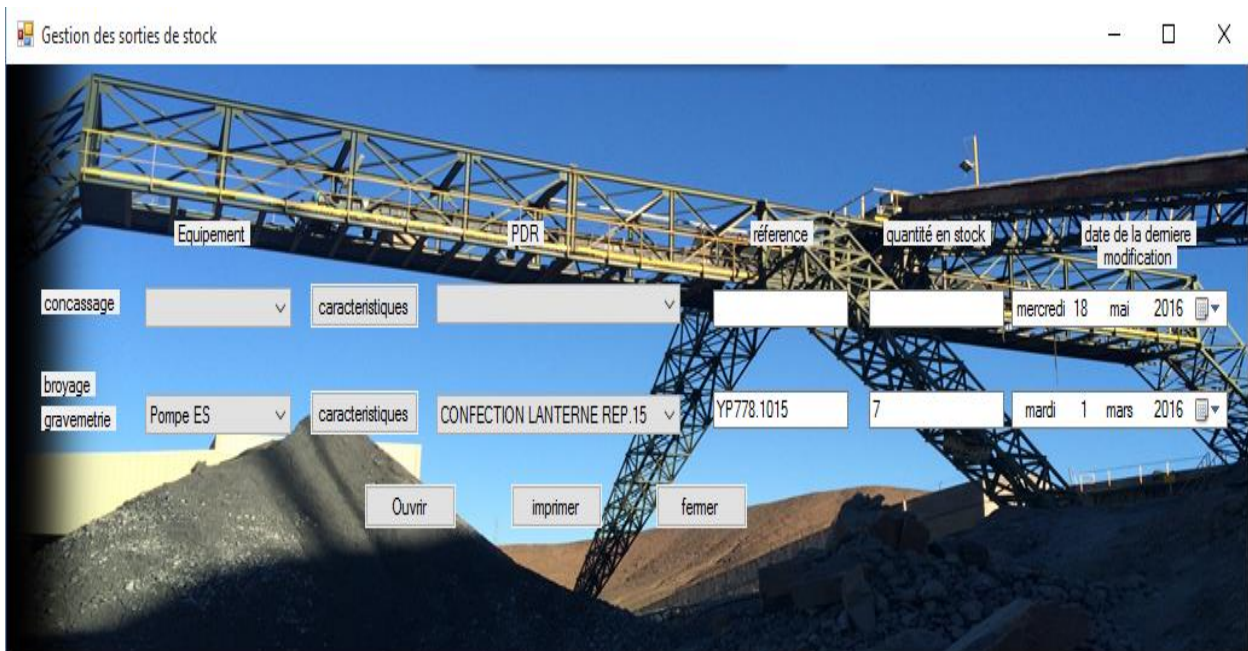 Gestion des sorties de stock
Equipement PDR réference quantité en stock date de la derniere
modification
concassage caracteristiques mercredi 18 mai 2016
broyage
gravemetrie Pompe ES caracteristiques CONFECTION LANTERNE REP.15 YP778.1015 7 mardi 1 mars 2016
Ouvrir imprimer fermer